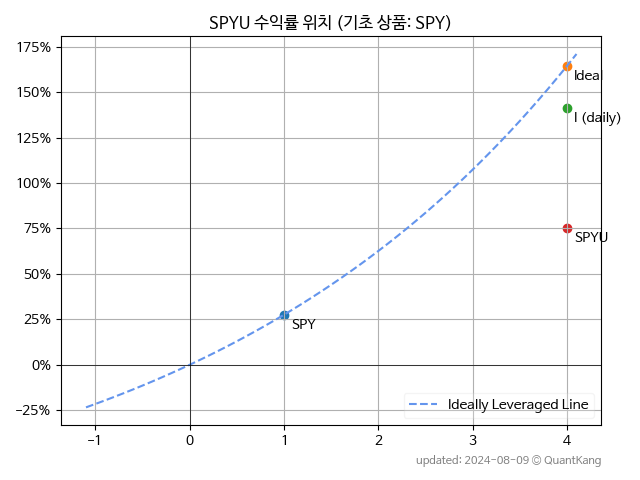 SPYU 수익률 위치 (기초 상품: SPY)
175%
150%
125%
100%
75%
50%
25%
0%
−25%
Ideal
I (daily)
SPYU
SPY
Ideally Leveraged Line
−1 0 1 2 3 4
updated: 2024-08-09 © QuantKang